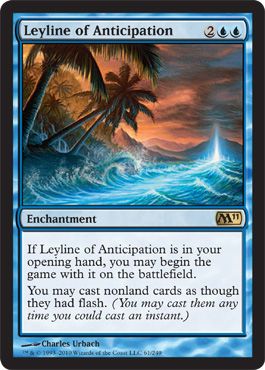 Leyline of Anticipation 2
Enchantment M11
If Leyline of Anticipation is in your
opening hand, you may begin the
game with it on the battlefield.
You may cast nonland cards as though
they had flash. (You may cast them any
time you could cast an instant.)
Charles Urbach
™ & © 1993–2010 Wizards of the Coast LLC 61/249